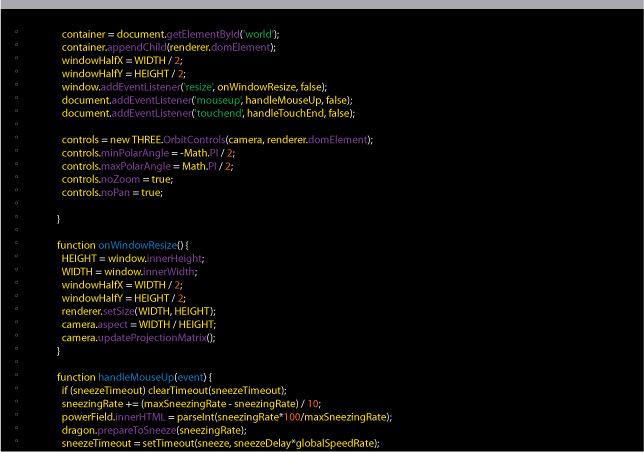 container = document.getElementById('world');
container.appendChild(renderer.domElement);
windowHalfX = WIDTH / 2;
windowHalfY = HEIGHT / 2;
window.addEventListener('resize', onWindowResize, false);
document.addEventListener('mouseup', handleMouseUp, false);
document.addEventListener('touchend', handleTouchEnd, false);
controls = new THREE.OrbitControls(camera, renderer.domElement);
controls.minPolarAngle = -Math.PI / 2;
controls.maxPolarAngle = Math.PI / 2;
controls.noZoom = true;
controls.noPan = true;
}
function onWindowResize() {
HEIGHT = window.innerHeight;
WIDTH = window.innerWidth;
windowHalfX = WIDTH / 2;
windowHalfY = HEIGHT / 2;
renderer.setSize(WIDTH, HEIGHT);
camera.aspect = WIDTH / HEIGHT;
camera.updateProjectionMatrix();
}
function handleMouseUp(event) {
if (sneezeTimeout) clearTimeout(sneezeTimeout);
sneezingRate += (maxSneezingRate - sneezingRate) / 10;
powerField.innerHTML = parseInt(sneezingRate*100/maxSneezingRate);
dragon.prepareToSneeze(sneezingRate);
sneezeTimeout = setTimeout(sneeze, sneezeDelay*globalSpeedRate);